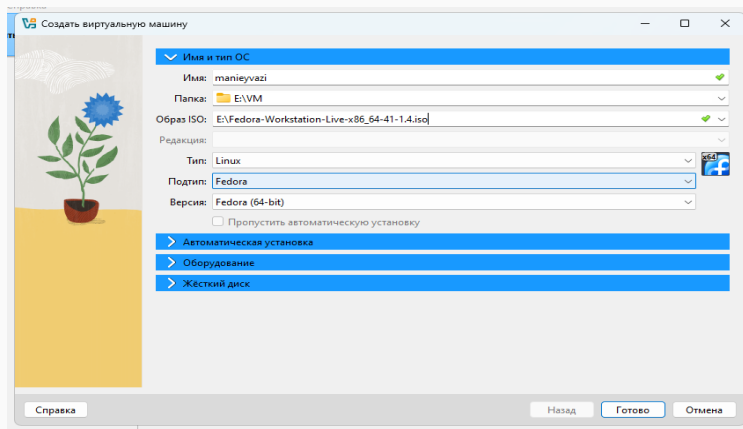 Справка
Создать виртуальную машину
Имя и тип ОС
Имя: manieyvazi
Папка: E:\VM
Образ ISO: E:\Fedora-Workstation-Live-x86_64-41-1.4.iso
Редакция:
Тип: Linux
x64
Подтип: Fedora
Версия: Fedora (64-bit)
Пропустить автоматическую установку
Автоматическая установка
Оборудование
Жёсткий диск
Справка
Назад
Готово
Отмена